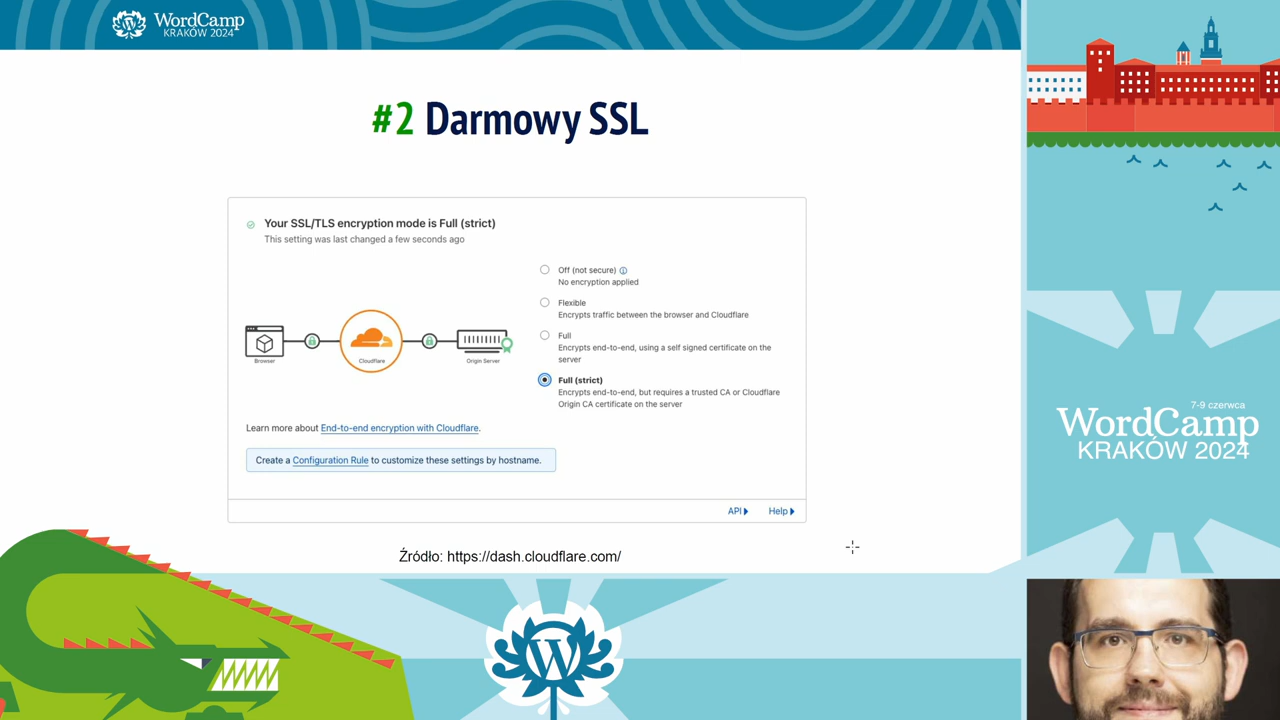 WordCamp
KRAKÓW 2024
#2 Darmowy SSL
Your SSL/TLS encryption mode is Full (strict)
This setting was last changed a few seconds ago
Off (not secure)
No encryption applied
Flexible
Encrypts traffic between the browser and Cloudflare
Full
Encrypts end-to-end, using a self signed certificate on the
server
Full (strict)
Encrypts end-to-end, but requires a trusted CA or Cloudflare
Origin CA certificate on the server
Browser
Cloudflare
Origin Server
Learn more about End-to-end encryption with Cloudflare.
Create a Configuration Rule to customize these settings by hostname.
API
Help
Źródło: https://dash.cloudflare.com/
7-9 czerwca
WordCamp
KRAKÓW 2024
W